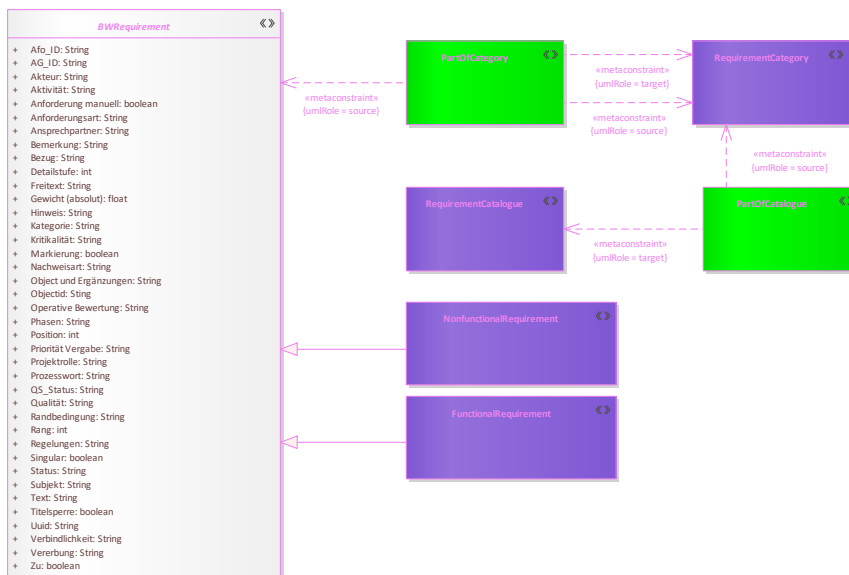 BWRequirement
+ Afo_ID: String
+ AG_ID: String
+ Akteur: String
+ Aktivität: String
+ Anforderung manuell: boolean
+ Anforderungsart: String
+ Ansprechpartner: String
+ Bemerkung: String
+ Bezug: String
+ Detailstufe: int
+ Freitext: String
+ Gewicht (absolut): float
+ Hinweis: String
+ Kategorie: String
+ Kritikalität: String
+ Markierung: boolean
+ Nachweisart: String
+ Object und Ergänzungen: String
+ Objectid: Sting
+ Operative Bewertung: String
+ Phasen: String
+ Position: int
+ Priorität Vergabe: String
+ Projektrolle: String
+ Prozesswort: String
+ QS_Status: String
+ Qualität: String
+ Randbedingung: String
+ Rang: int
+ Regelungen: String
+ Singular: boolean
+ Status: String
+ Subjekt: String
+ Text: String
+ Titelsperre: boolean
+ Uuid: String
+ Verbindlichkeit: String
+ Vererbung: String
+ Zu: boolean
«metaconstraint»
{umlRole = source}
PartOfCategory
«metaconstraint»
{umlRole = target}
«metaconstraint»
{umlRole = source}
RequirementCategory
«metaconstraint»
{umlRole = source}
RequirementCatalogue
«metaconstraint»
{umlRole = target}
PartOfCatalogue
NonfunctionalRequirement
FunctionalRequirement